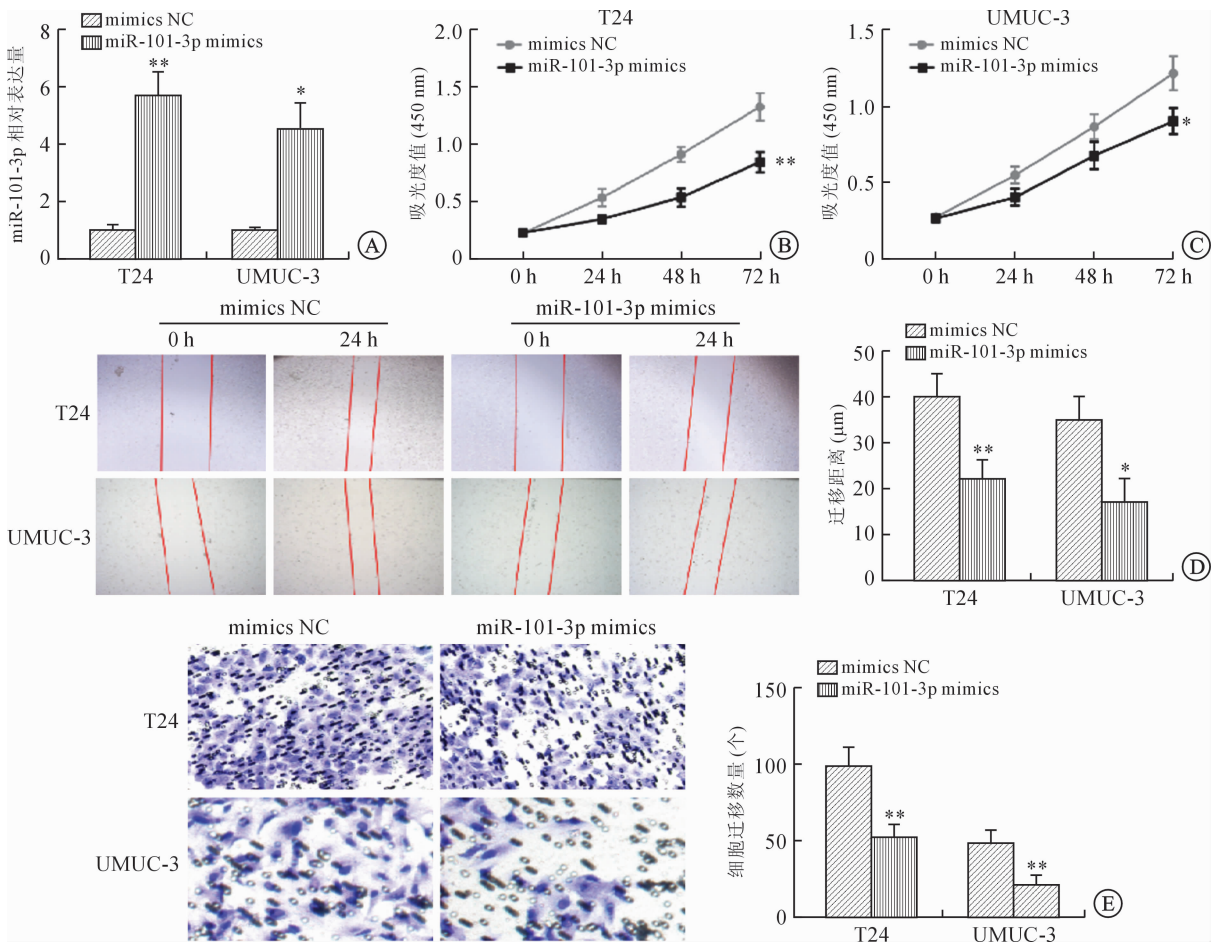 mimics NC
miR-101-3p mimics
miR-101-3p 相对表达量
8
6
4
2
0
**
*
T24
UMUC-3
A
T24
mimics NC
miR-101-3p mimics
吸光度值 (450 nm)
2.0
1.5
1.0
0.5
0.0
**
0 h
24 h
48 h
72 h
B
UMUC-3
mimics NC
miR-101-3p mimics
吸光度值 (450 nm)
1.5
1.0
0.5
0.0
*
0 h
24 h
48 h
72 h
C
mimics NC
miR-101-3p mimics
0 h
24 h
0 h
24 h
T24
UMUC-3
mimics NC
miR-101-3p mimics
迁移距离 (μm)
50
40
30
20
10
0
**
*
T24
UMUC-3
D
mimics NC
miR-101-3p mimics
T24
UMUC-3
mimics NC
miR-101-3p mimics
细胞迁移数量 (个)
150
100
50
0
**
**
T24
UMUC-3
E